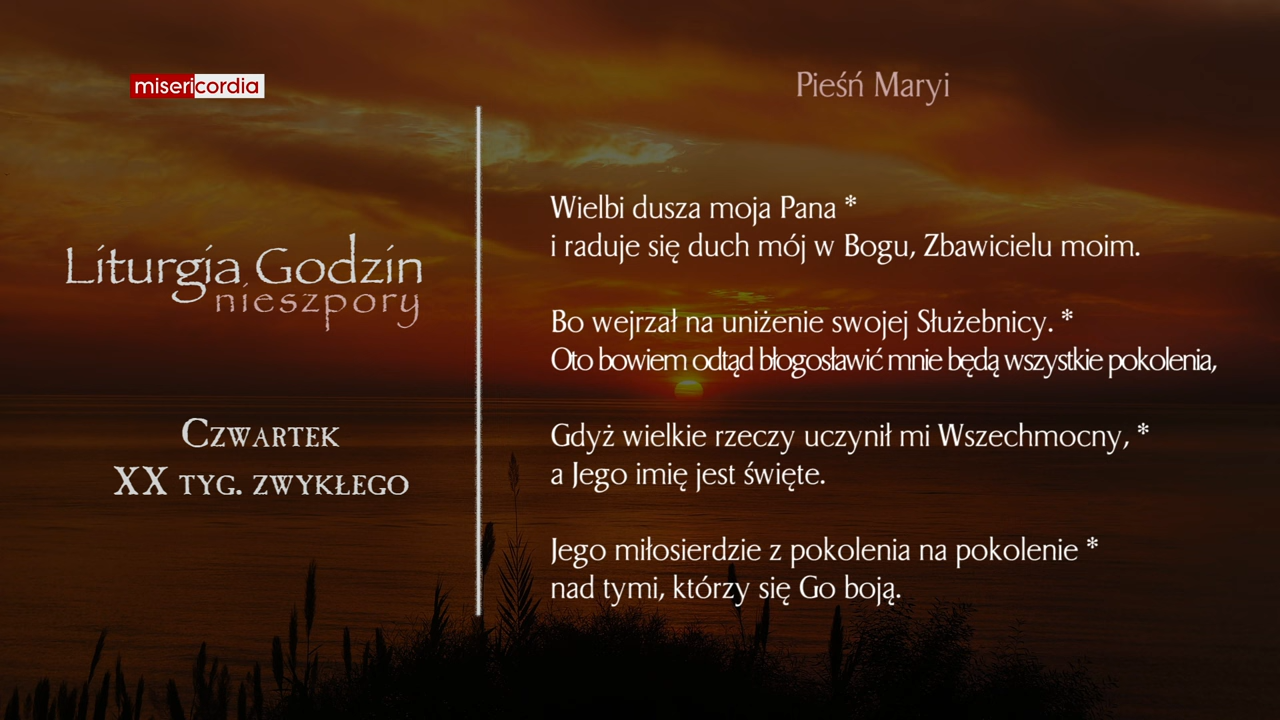 misericordia
Liturgia Godzin
nieszpory
Czwartek
XX tyg. zwykłego
Pieśń Maryi
Wielbi dusza moja Pana *
i raduje się duch mój w Bogu, Zbawicielu moim.
Bo wejrzał na uniżenie swojej Służebnicy. *
Oto bowiem odtąd błogosławić mnie będą wszystkie pokolenia,
Gdyż wielkie rzeczy uczynił mi Wszechmocny, *
a Jego imię jest święte.
Jego miłosierdzie z pokolenia na pokolenie *
nad tymi, którzy się Go boją.